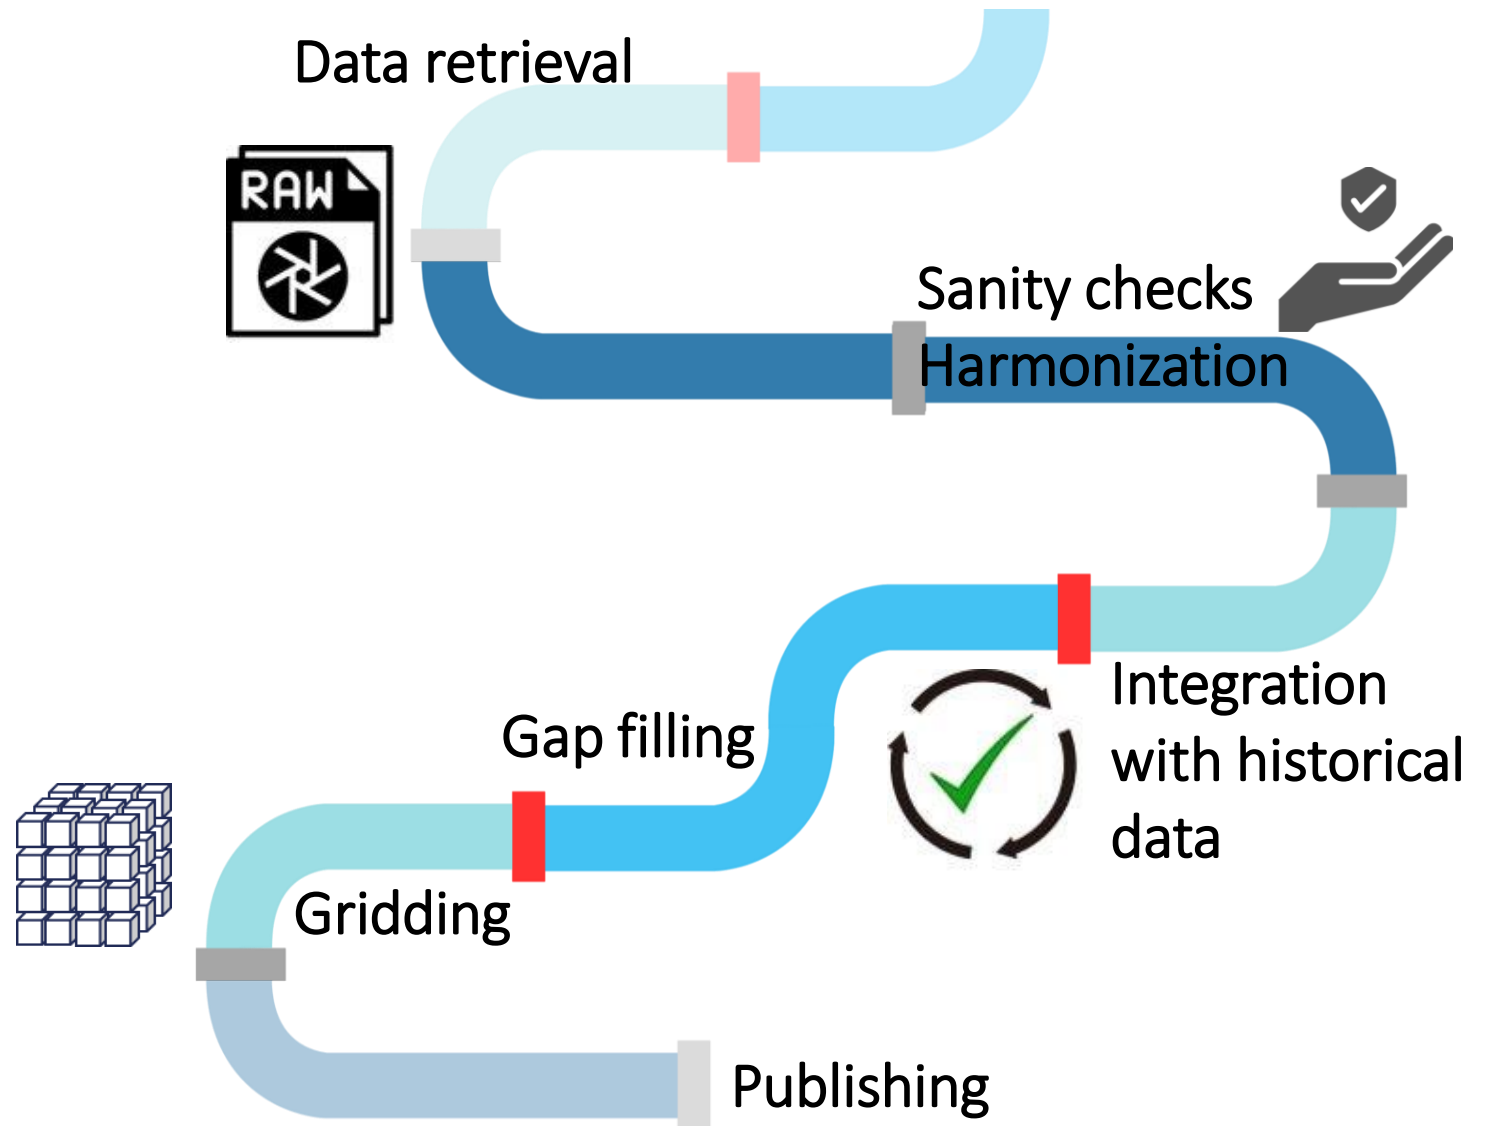 Data retrieval
RAW
Sanity checks
Harmonization
Integration
with historical
data
Gap filling
Gridding
Publishing